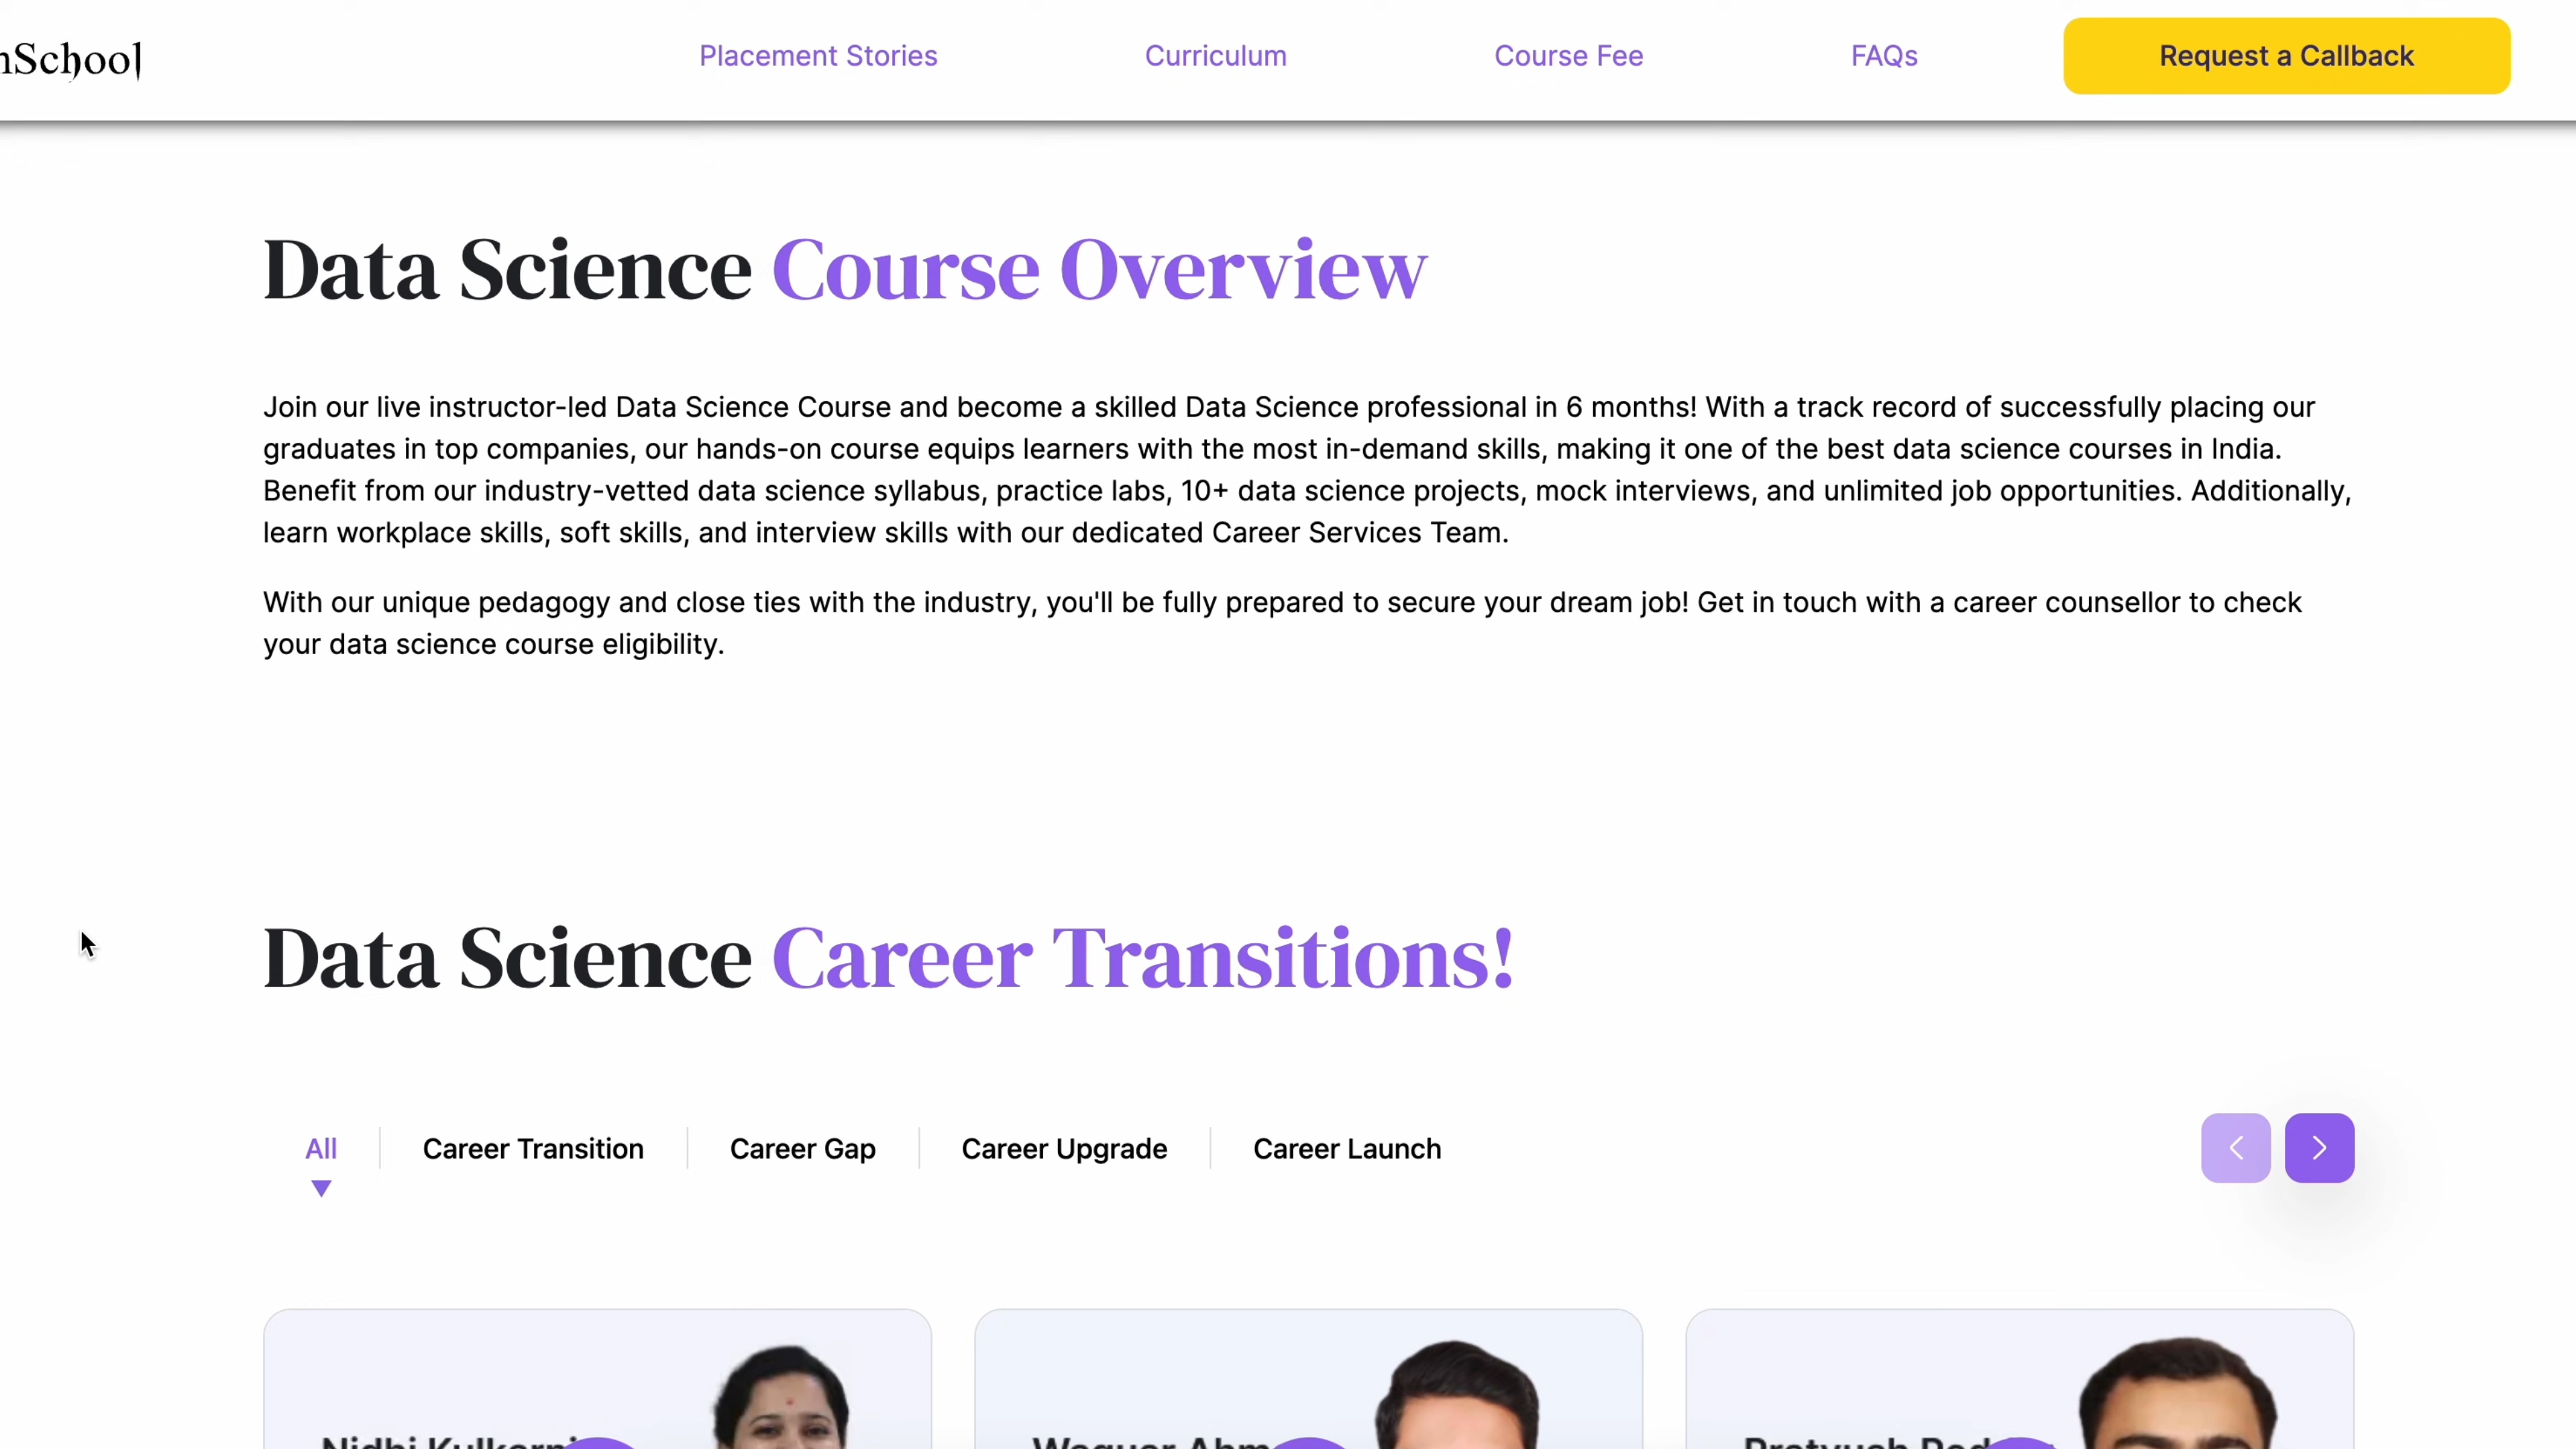 nSchool
Placement Stories
Curriculum
Course Fee
FAQs
Request a Callback
Data Science Course Overview
Join our live instructor-led Data Science Course and become a skilled Data Science professional in 6 months! With a track record of successfully placing our
graduates in top companies, our hands-on course equips learners with the most in-demand skills, making it one of the best data science courses in India.
Benefit from our industry-vetted data science syllabus, practice labs, 10+ data science projects, mock interviews, and unlimited job opportunities. Additionally,
learn workplace skills, soft skills, and interview skills with our dedicated Career Services Team.
With our unique pedagogy and close ties with the industry, you'll be fully prepared to secure your dream job! Get in touch with a career counsellor to check
your data science course eligibility.
Data Science Career Transitions!
All
Career Transition
Career Gap
Career Upgrade
Career Launch
Nidhi Kulkarni